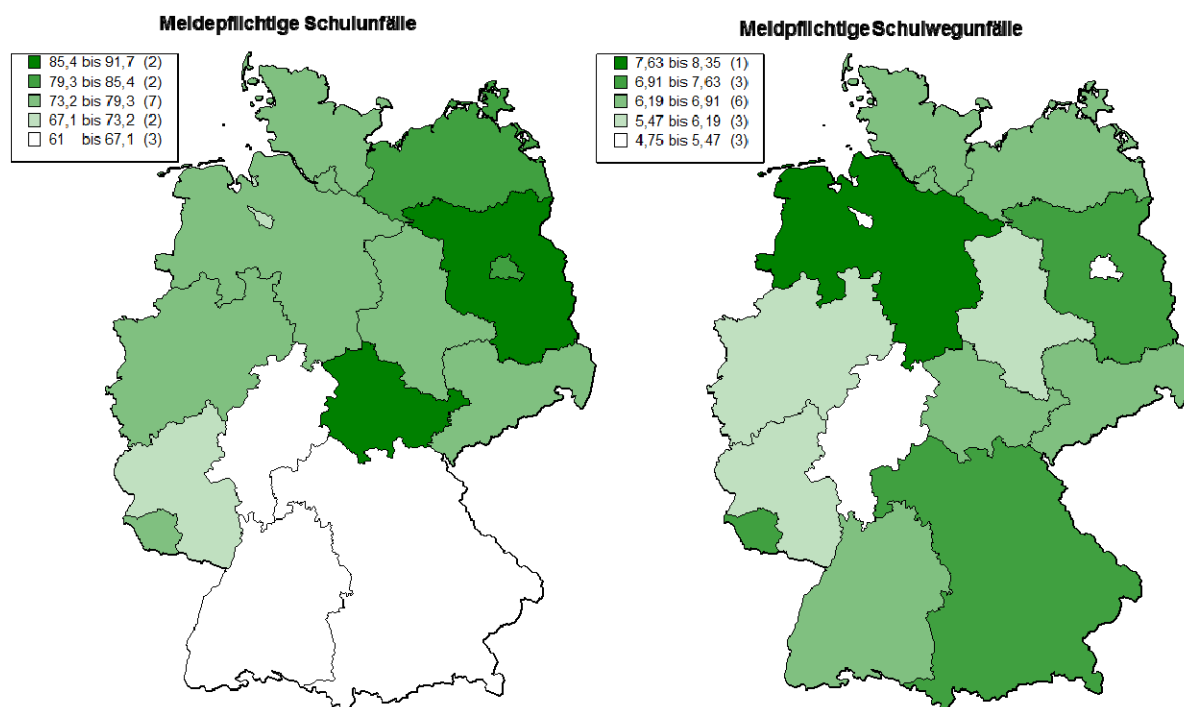 Meldepflichtige Schulunfälle
85,4 bis 91,7 (2)
79,3 bis 85,4 (2)
73,2 bis 79,3 (7)
67,1 bis 73,2 (2)
61 bis 67,1 (3)
Meldpflichtige Schulwegunfälle
7,63 bis 8,35 (1)
6,91 bis 7,63 (3)
6,19 bis 6,91 (6)
5,47 bis 6,19 (3)
4,75 bis 5,47 (3)